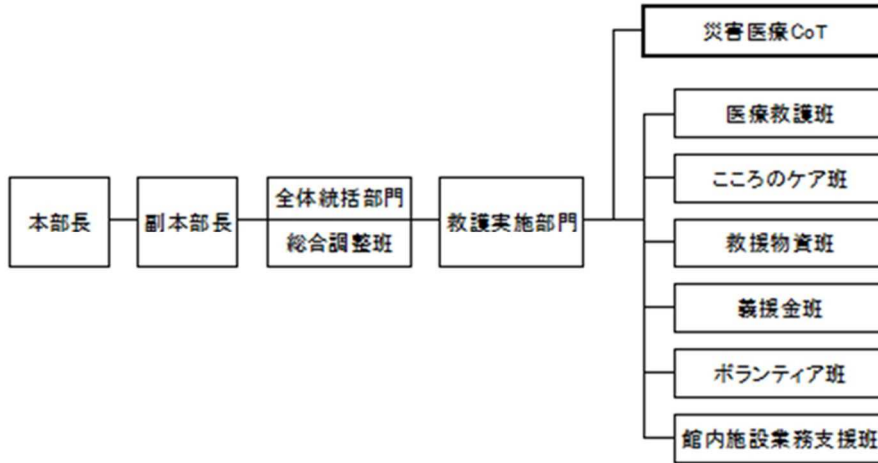 災害医療CoT
医療救護班
こころのケア班
本部長
副本部長
全体統括部門
総合調整班
救護実施部門
救援物資班
義援金班
ボランティア班
館内施設業務支援班